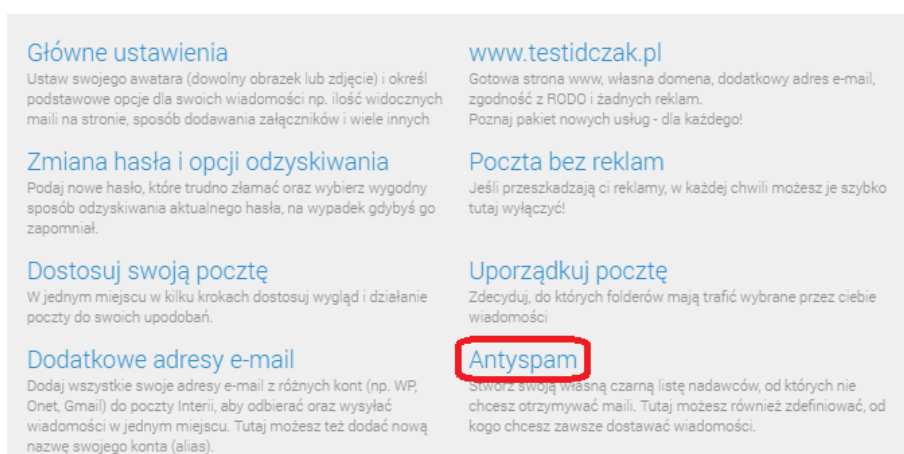 Główne ustawienia
Ustaw swojego awatara (dowolny obrazek lub zdjęcie) i określ
podstawowe opcje dla swoich wiadomości np. ilość widocznych
maili na stronie, sposób dodawania załączników i wiele innych
Zmiana hasła i opcji odzyskiwania
Podaj nowe hasło, które trudno złamać oraz wybierz wygodny
sposób odzyskiwania aktualnego hasła, na wypadek gdybyś go
zapomniał.
Dostosuj swoją pocztę
W jednym miejscu w kilku krokach dostosuj wygląd i działanie
poczty do swoich upodobań.
Dodatkowe adresy e-mail
Dodaj wszystkie swoje adresy e-mail z różnych kont (np. WP,
Onet, Gmail) do poczty Interii, aby odbierać oraz wysyłać
wiadomości w jednym miejscu. Tutaj możesz też dodać nową
nazwę swojego konta (alias).
www.testidczak.pl
Gotowa strona www, własna domena, dodatkowy adres e-mail,
zgodność z RODO i żadnych reklam.
Poznaj pakiet nowych usług - dla każdego!
Poczta bez reklam
Jeśli przeszkadzają ci reklamy, w każdej chwili możesz je szybko
tutaj wyłączyć!
Uporządkuj pocztę
Zdecyduj, do których folderów mają trafić wybrane przez ciebie
wiadomości
Antyspam
Stwórz swoją własną czarną listę nadawców, od których nie
chcesz otrzymywać maili. Tutaj możesz również zdefiniować, od
kogo chcesz zawsze dostawać wiadomości.